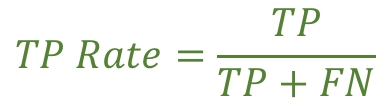 TP Rate = TP / TP + FN